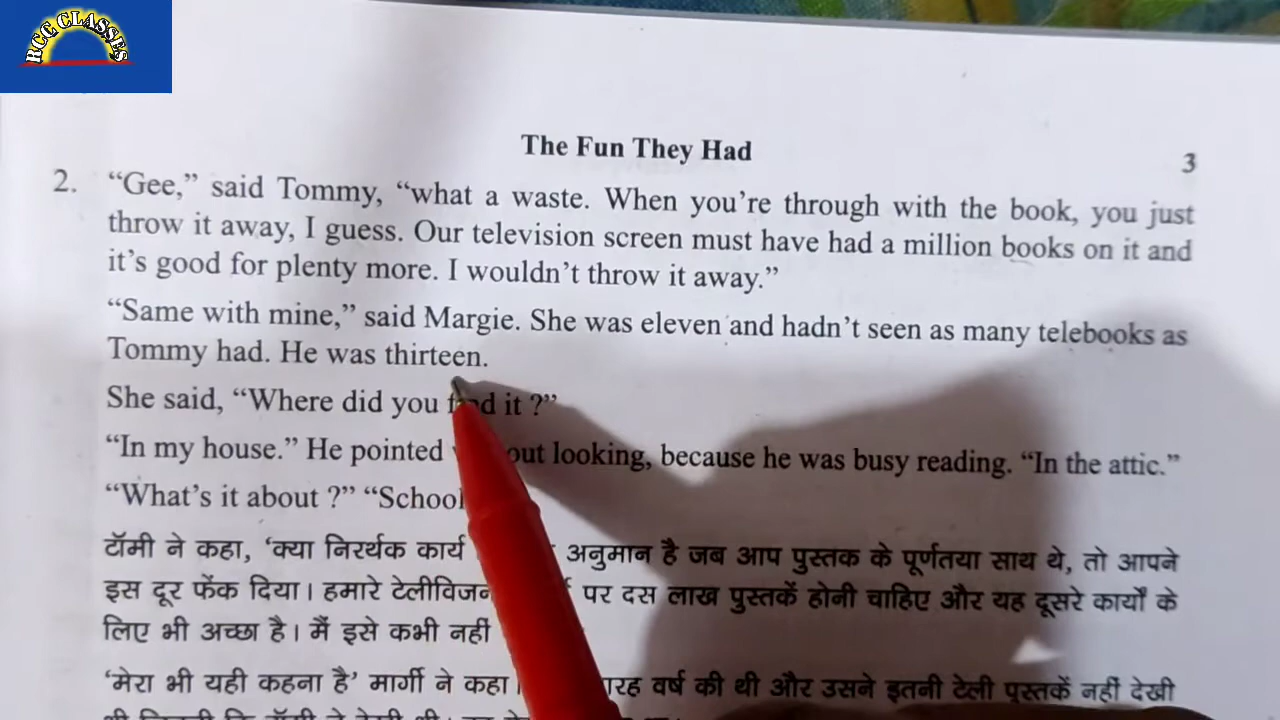 RCC CLASSES
The Fun They Had
3
2. “Gee,” said Tommy, “what a waste. When you’re through with the book, you just
throw it away, I guess. Our television screen must have had a million books on it and
it’s good for plenty more. I wouldn’t throw it away.”
“Same with mine,” said Margie. She was eleven and hadn’t seen as many telebooks as
Tommy had. He was thirteen.
She said, “Where did you find it ?”
“In my house.” He pointed out looking, because he was busy reading. “In the attic.”
“What’s it about ?” “School
टॉमी ने कहा, ‘क्या निरर्थक कार्य अनुमान है जब आप पुस्तक के पूर्णतया साथ थे, तो आपने
इस दूर फेंक दिया। हमारे टेलीविजन पर दस लाख पुस्तकें होनी चाहिए और यह दूसरे कार्यों के
लिए भी अच्छा है। मैं इसे कभी नहीं
‘मेरा भी यही कहना है’ मार्गी ने कहा। वर्ष की थी और उसने इतनी टेली पुस्तकें नहीं देखी